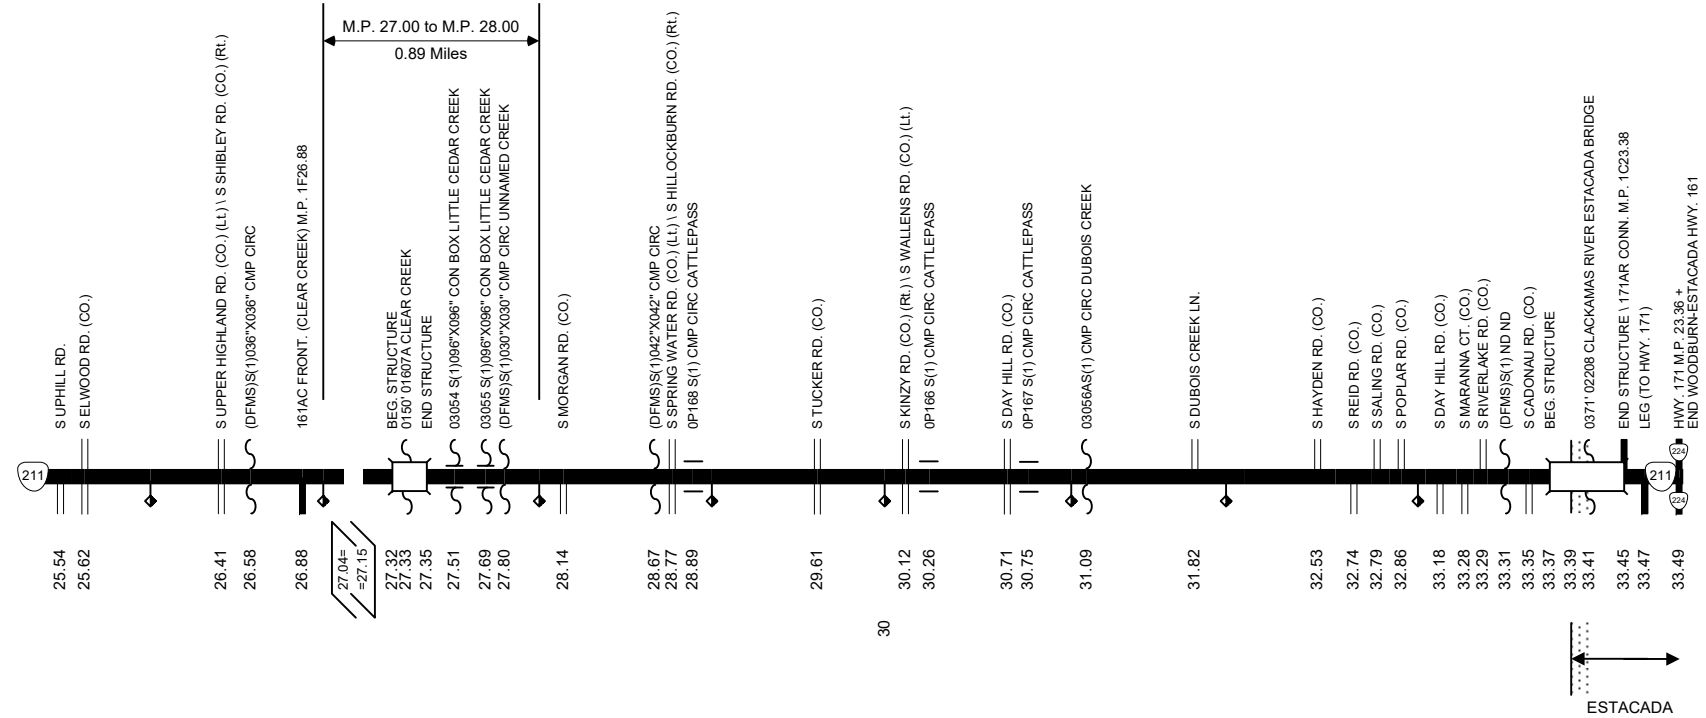 M.P. 27.00 to M.P. 28.00
0.89 Miles
S UPHILL RD.
S ELWOOD RD. (CO.)
S UPPER HIGHLAND RD. (CO.) (Lt.) \ S SHIBLEY RD. (CO.) (Rt.)
(DFMS)S(1)036"X036" CMP CIRC
161AC FRONT. (CLEAR CREEK) M.P. 1F26.88
BEG. STRUCTURE
0150' 01607A CLEAR CREEK
END STRUCTURE
03054 S(1)096"X096" CON BOX LITTLE CEDAR CREEK
03055 S(1)096"X096" CON BOX LITTLE CEDAR CREEK
(DFMS)S(1)030"X030" CMP CIRC UNNAMED CREEK
S MORGAN RD. (CO.)
(DFMS)S(1)042"X042" CMP CIRC
S SPRING WATER RD. (CO.) (Lt.) \ S HILLOCKBURN RD. (CO.) (Rt.)
0P168 S(1) CMP CIRC CATTLEPASS
S TUCKER RD. (CO.)
S KINZY RD. (CO.) (Rt.) \ S WALLENS RD. (CO.) (Lt.)
0P166 S(1) CMP CIRC CATTLEPASS
S DAY HILL RD. (CO.)
0P167 S(1) CMP CIRC CATTLEPASS
03056AS(1) CMP CIRC DUBOIS CREEK
S DUBOIS CREEK LN.
S HAYDEN RD. (CO.)
S REID RD. (CO.)
S SALING RD. (CO.)
S POPLAR RD. (CO.)
S DAY HILL RD. (CO.)
S MARANNA CT. (CO.)
S RIVERLAKE RD. (CO.)
(DFMS)S(1) ND ND
S CADONAU RD. (CO.)
BEG. STRUCTURE
0371' 02208 CLACKAMAS RIVER ESTACADA BRIDGE
END STRUCTURE \ 171AR CONN. M.P. 1C23.38
LEG (TO HWY. 171)
HWY. 171 M.P. 23.36 +
END WOODBURN-ESTACADA HWY. 161
211
211
224
224
25.54
25.62
26.41
26.58
26.88
27.04=
=27.15
27.32
27.33
27.35
27.51
27.69
27.80
28.14
28.67
28.77
28.89
29.61
30.12
30.26
30.71
30.75
31.09
31.82
32.53
32.74
32.79
32.86
33.18
33.28
33.29
33.31
33.35
33.37
33.39
33.41
33.45
33.47
33.49
30
ESTACADA